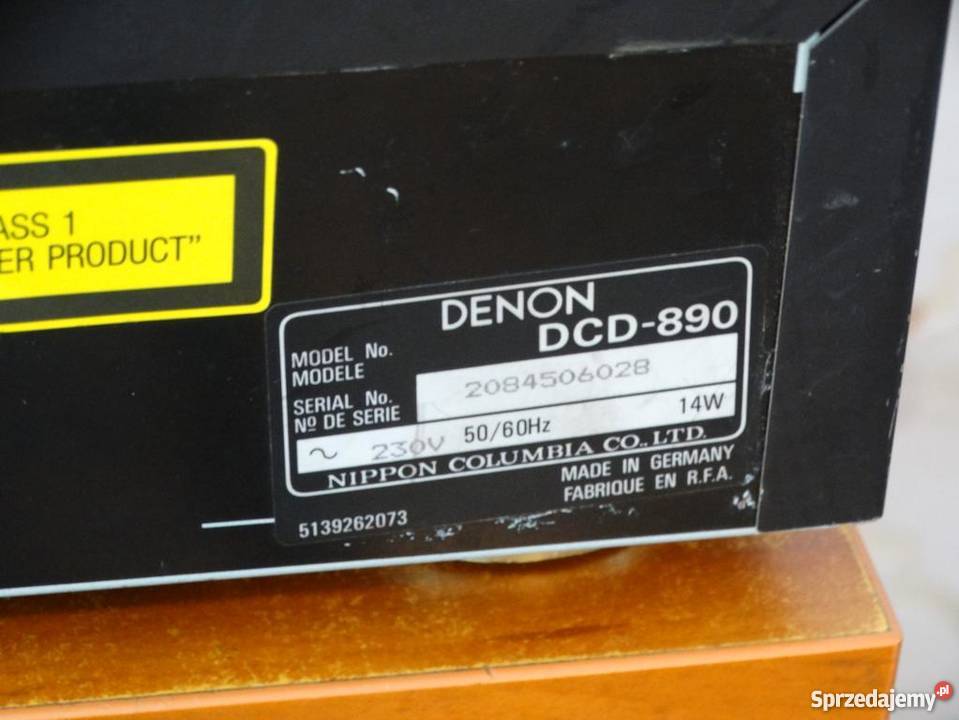 ASS 1
ER PRODUCT”
DENON
DCD-890
MODEL No.
MODELE
SERIAL No.
Nº DE SERIE
2084506028
~ 230V 50/60Hz 14W
NIPPON COLUMBIA CO., LTD.
MADE IN GERMANY
FABRIQUE EN R.F.A.
5139262073
Sprzedajemy.pl